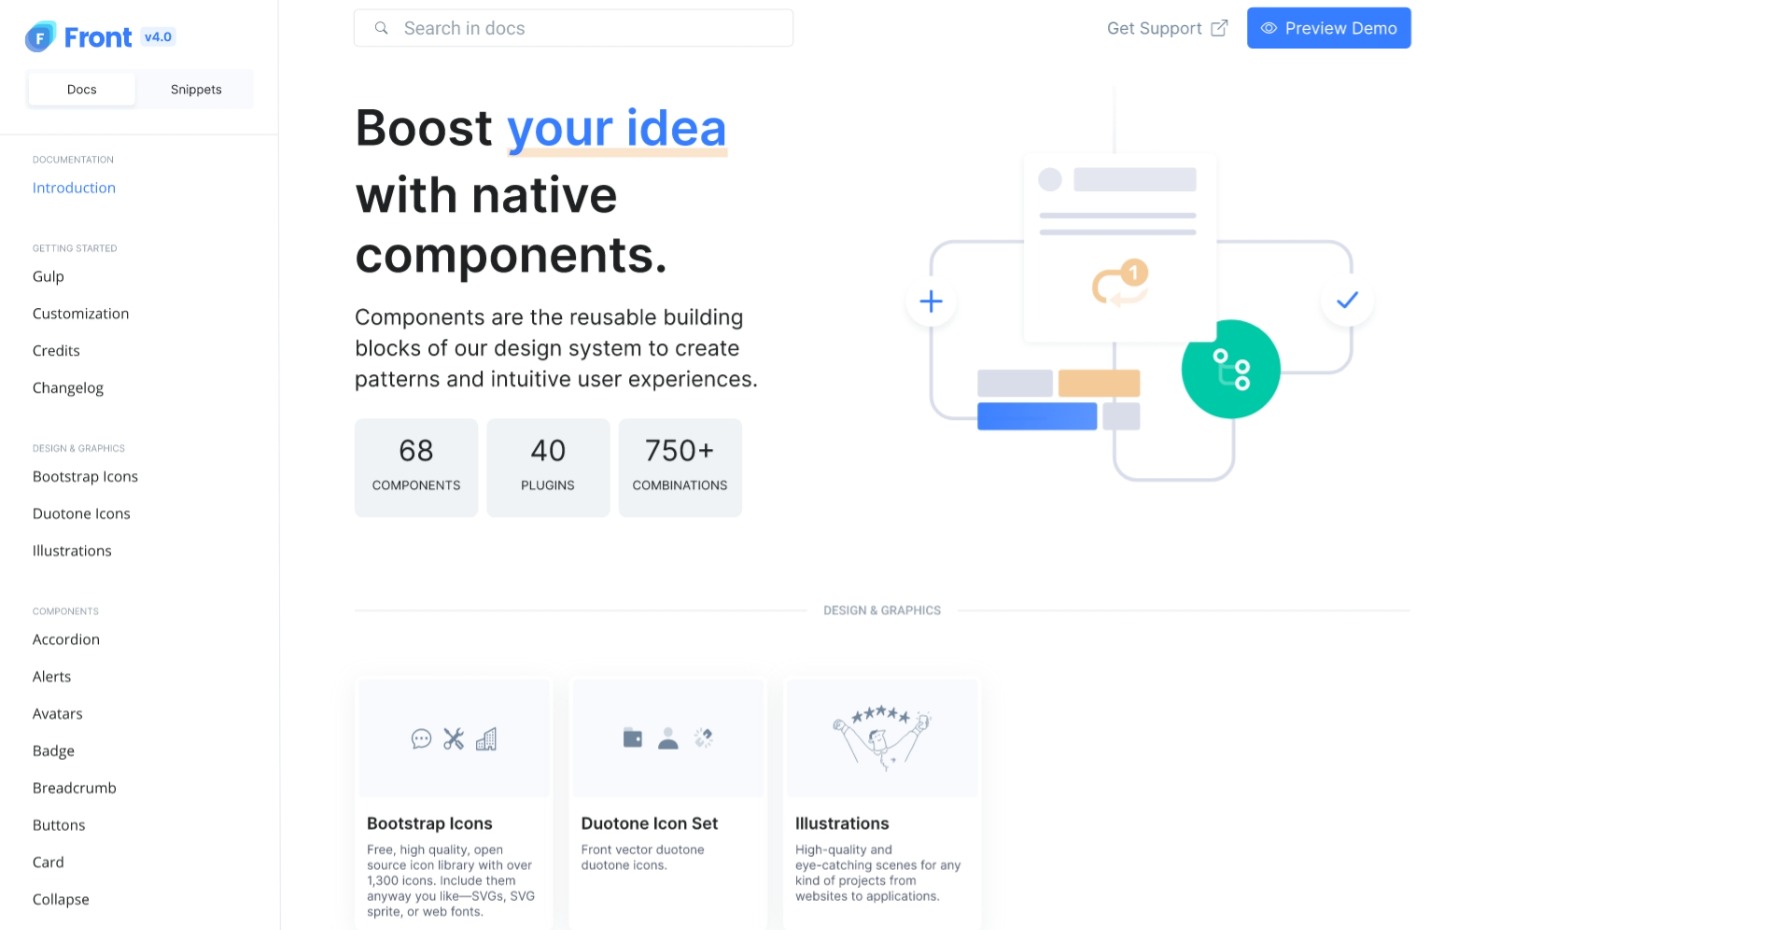 Front v4.0
Docs
Snippets
DOCUMENTATION
Introduction
GETTING STARTED
Gulp
Customization
Credits
Changelog
DESIGN & GRAPHICS
Bootstrap Icons
Duotone Icons
Illustrations
COMPONENTS
Accordion
Alerts
Avatars
Badge
Breadcrumb
Buttons
Card
Collapse
Search in docs
Get Support
Preview Demo
Boost your idea
with native
components.
Components are the reusable building
blocks of our design system to create
patterns and intuitive user experiences.
68
COMPONENTS
40
PLUGINS
750+
COMBINATIONS
1
DESIGN & GRAPHICS
Bootstrap Icons
Free, high quality, open
source icon library with over
1,300 icons. Include them
anyway you like—SVGs, SVG
sprite, or web fonts.
Duotone Icon Set
Front vector duotone
duotone icons.
Illustrations
High-quality and
eye-catching scenes for any
kind of projects from
websites to applications.